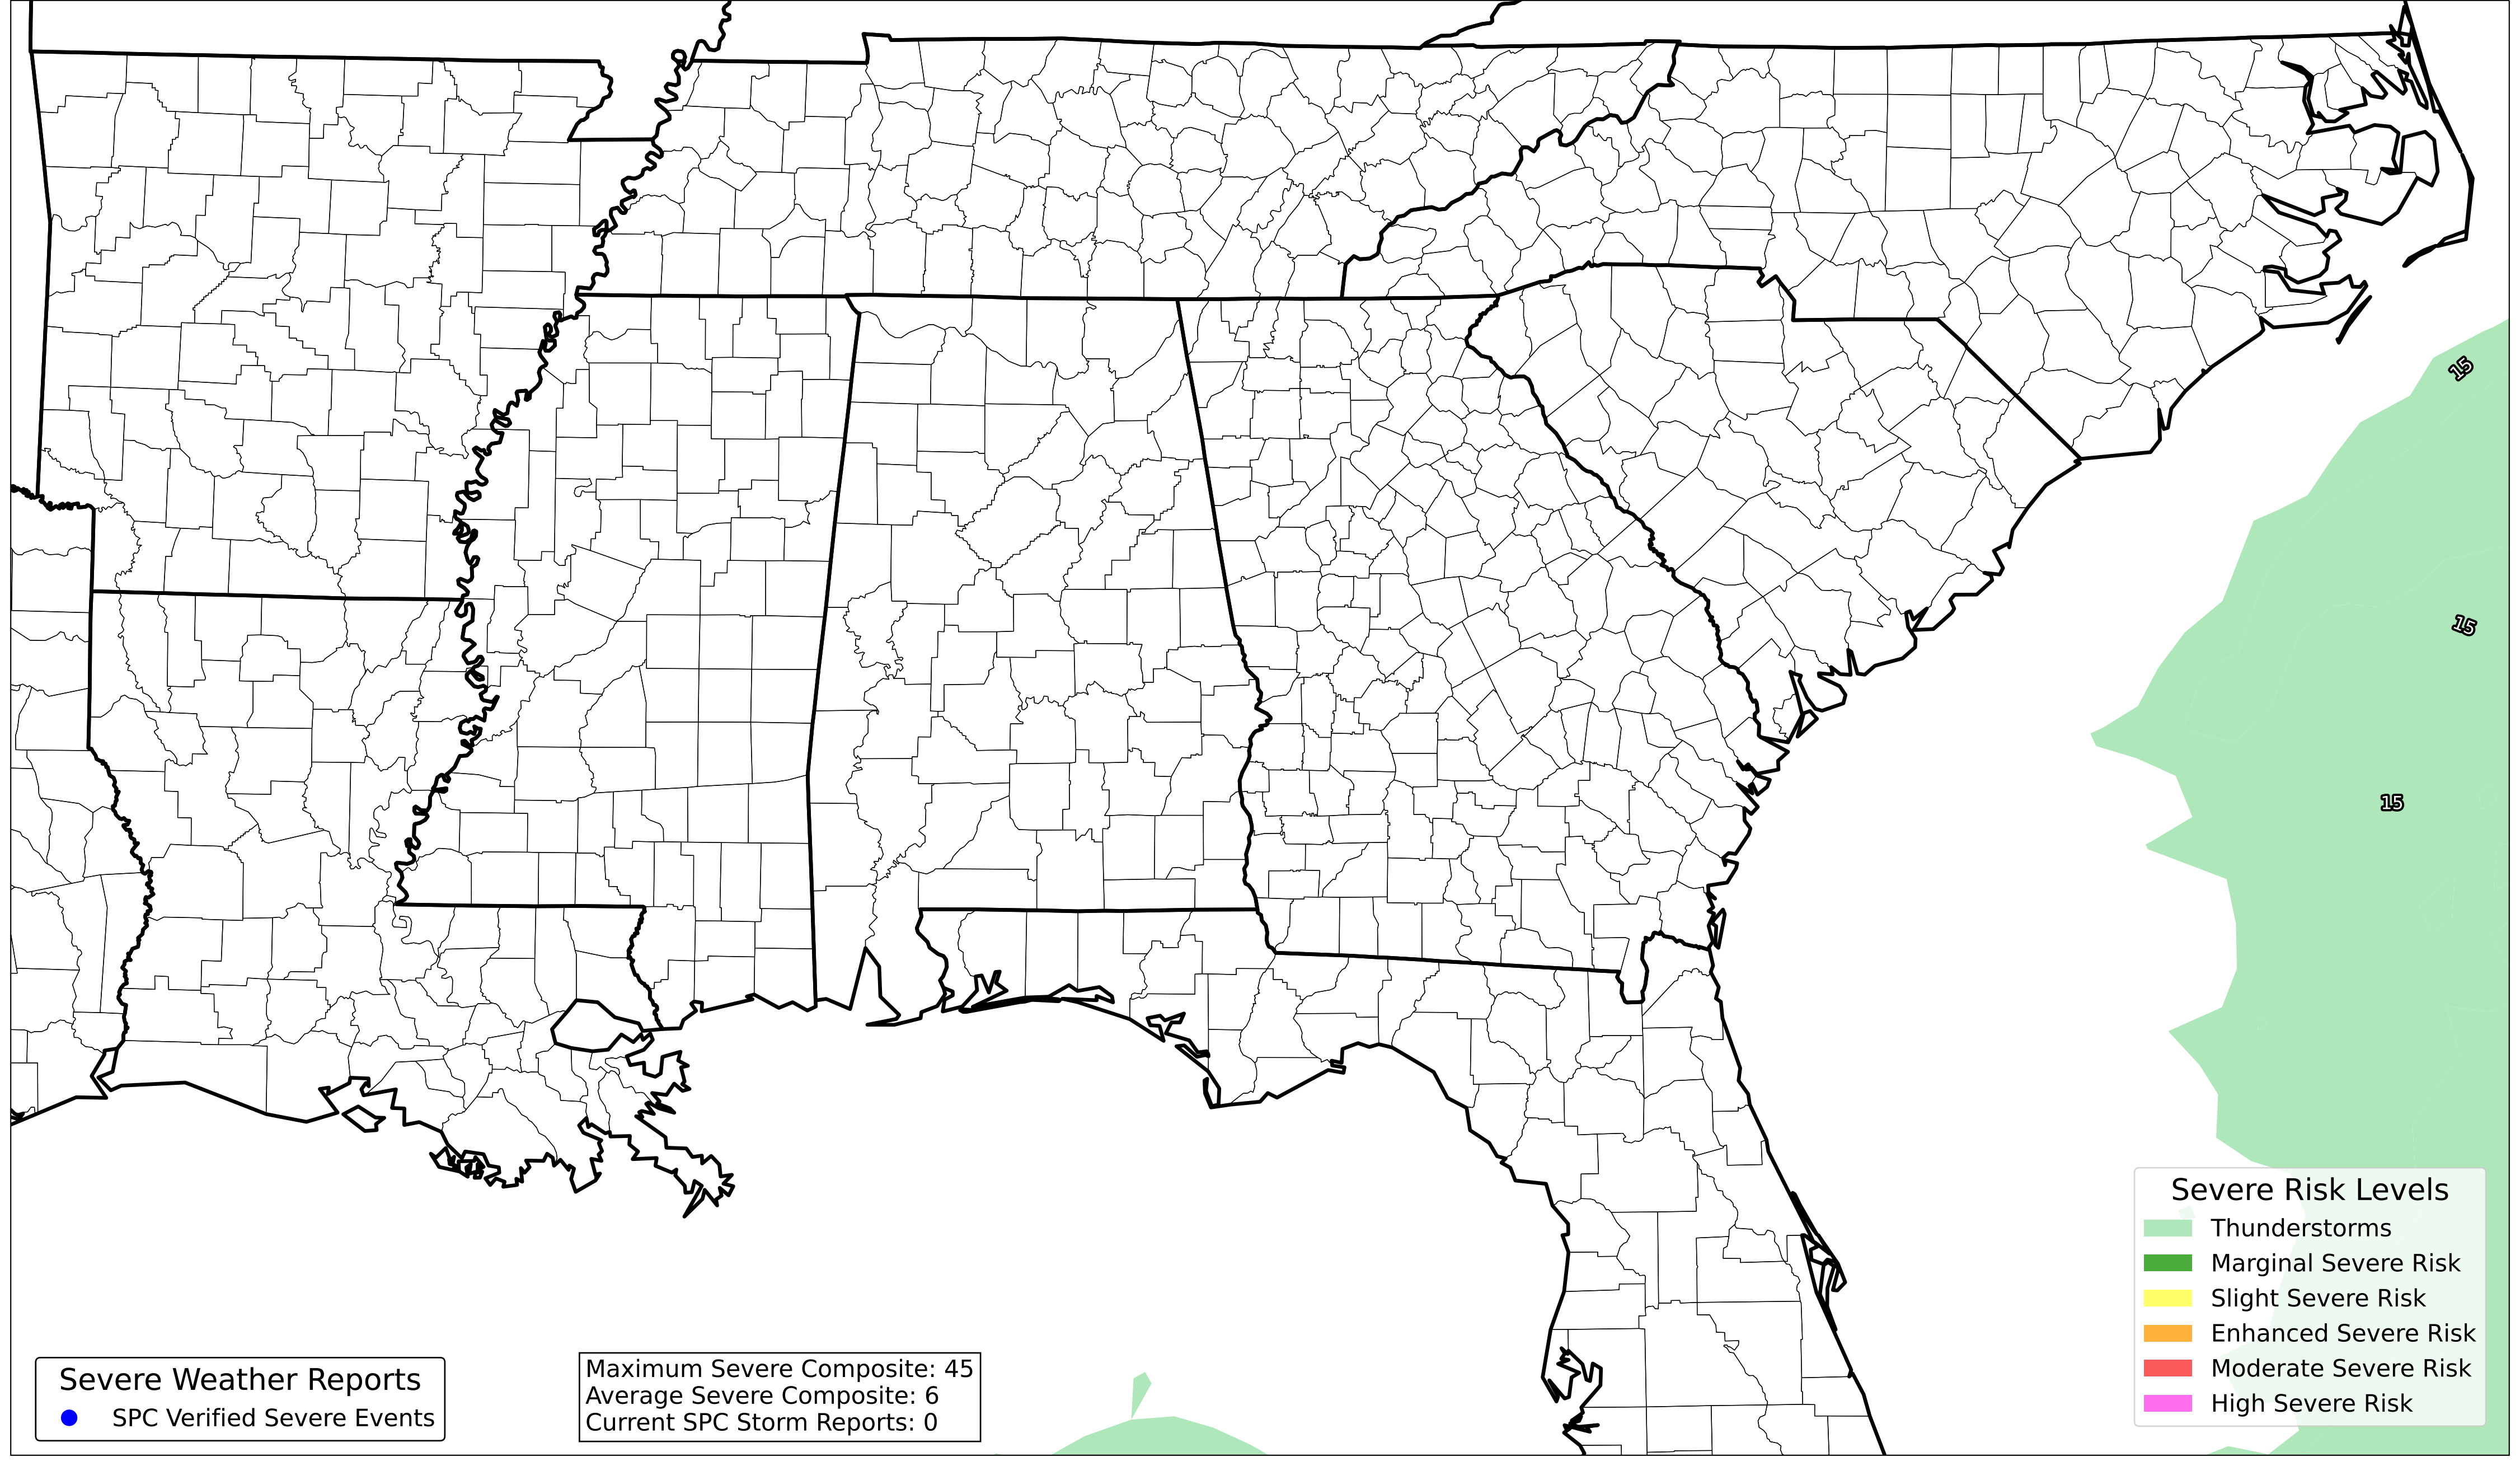 15
15
15
Severe Risk Levels
Thunderstorms
Marginal Severe Risk
Slight Severe Risk
Enhanced Severe Risk
Moderate Severe Risk
High Severe Risk
Severe Weather Reports
SPC Verified Severe Events
Maximum Severe Composite: 45
Average Severe Composite: 6
Current SPC Storm Reports: 0